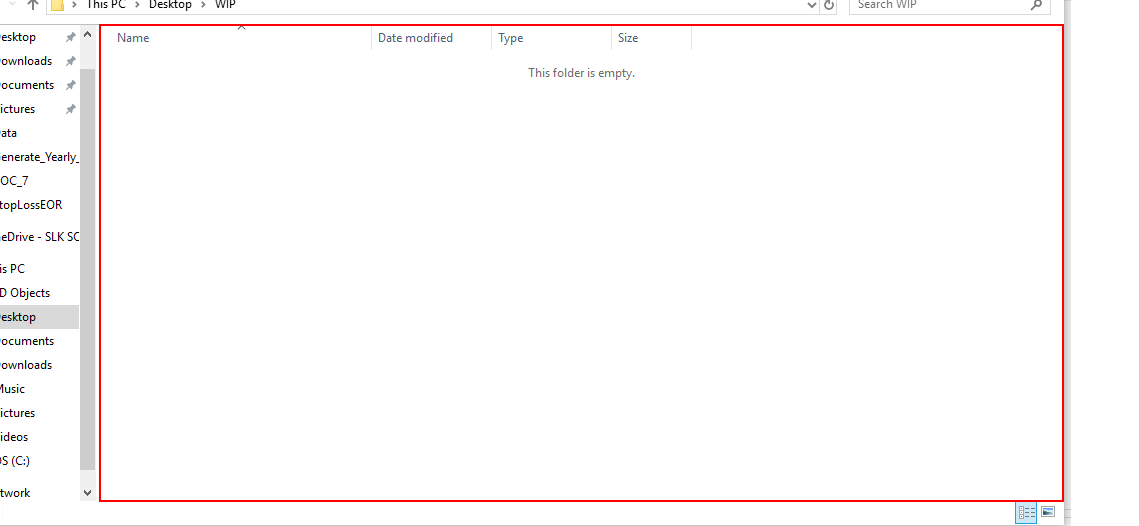 This PC > Desktop > WIP
Search WIP
Name
Date modified
Type
Size
This folder is empty.
esktop
ownloads
ocuments
ictures
ata
enerate_Yearly_
OC_7
topLossEOR
eDrive - SLK SC
is PC
D Objects
esktop
ocuments
ownloads
Music
ictures
ideos
OS (C:)
twork